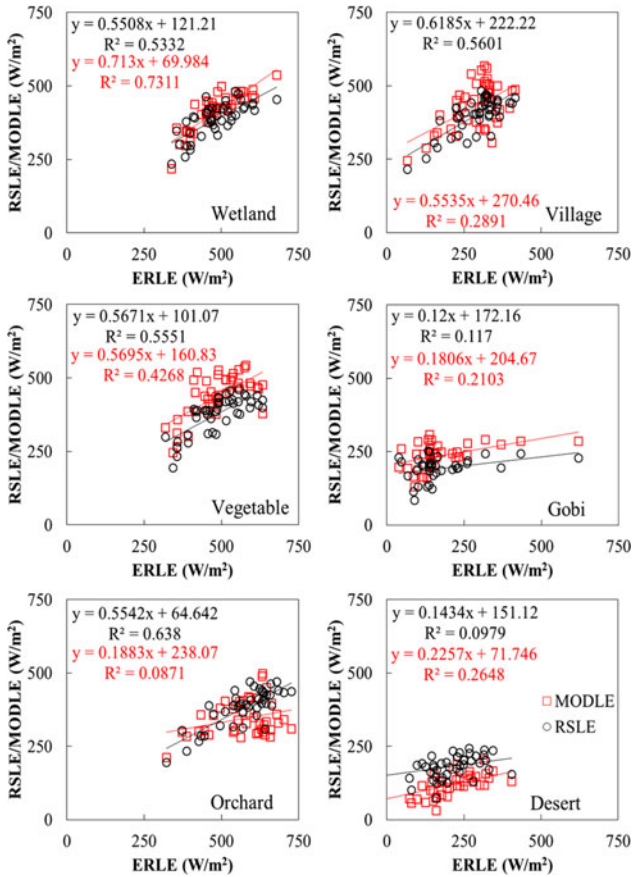 750
500
250
0
RSLE/MODLE (W/m²)
y = 0.5508x + 121.21
R² = 0.5332
y = 0.713x + 69.984
R² = 0.7311
Wetland
0 250 500 750
ERLE (W/m²)
750
500
250
0
RSLE/MODLE (W/m²)
y = 0.6185x + 222.22
R² = 0.5601
y = 0.5535x + 270.46
R² = 0.2891
Village
0 250 500 750
ERLE (W/m²)
750
500
250
0
RSLE/MODLE (W/m²)
y = 0.5671x + 101.07
R² = 0.5551
y = 0.5695x + 160.83
R² = 0.4268
Vegetable
0 250 500 750
ERLE (W/m²)
750
500
250
0
RSLE/MODLE (W/m²)
y = 0.12x + 172.16
R² = 0.117
y = 0.1806x + 204.67
R² = 0.2103
Gobi
0 250 500 750
ERLE (W/m²)
750
500
250
0
RSLE/MODLE (W/m²)
y = 0.5542x + 64.642
R² = 0.638
y = 0.1883x + 238.07
R² = 0.0871
Orchard
0 250 500 750
ERLE (W/m²)
750
500
250
0
RSLE/MODLE (W/m²)
y = 0.1434x + 151.12
R² = 0.0979
y = 0.2257x + 71.746
R² = 0.2648
MODLE
RSLE
Desert
0 250 500 750
ERLE (W/m²)